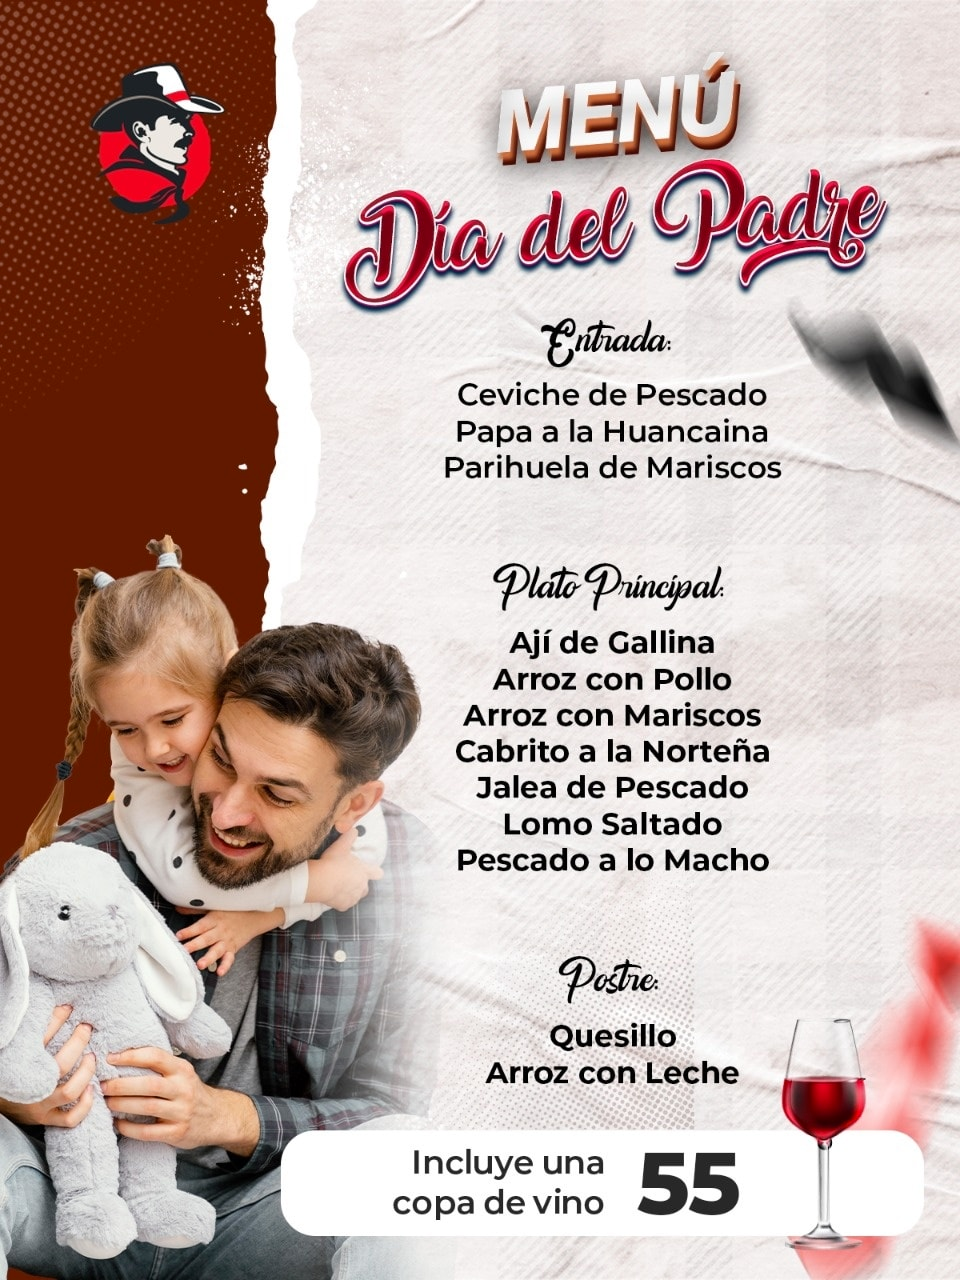 MENÚ
Día del Padre
Entrada:
Ceviche de Pescado
Papa a la Huancaina
Parihuela de Mariscos
Plato Principal:
Ají de Gallina
Arroz con Pollo
Arroz con Mariscos
Cabrito a la Norteña
Jalea de Pescado
Lomo Saltado
Pescado a lo Macho
Postre:
Quesillo
Arroz con Leche
Incluye una
copa de vino
55